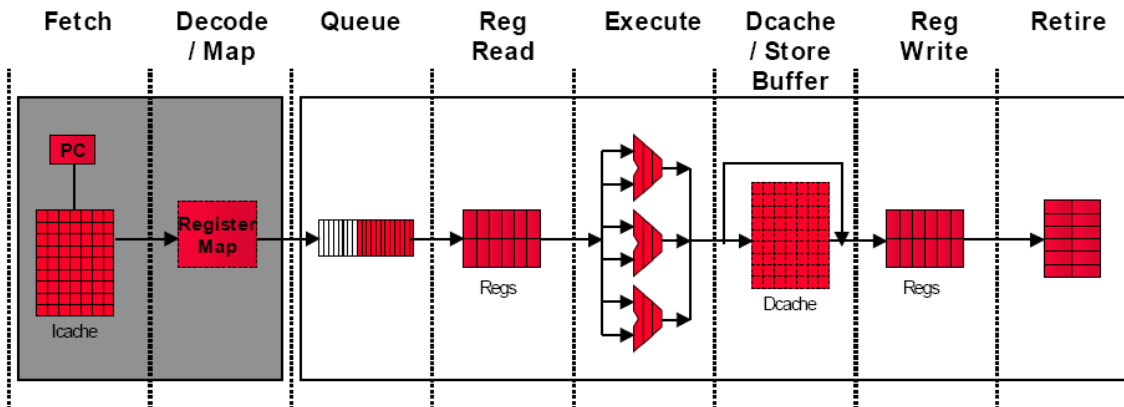 Fetch
Decode
/ Map
Queue
Reg
Read
Execute
Dcache
/ Store
Buffer
Reg
Write
Retire
PC
Register
Map
Icache
Regs
Dcache
Regs